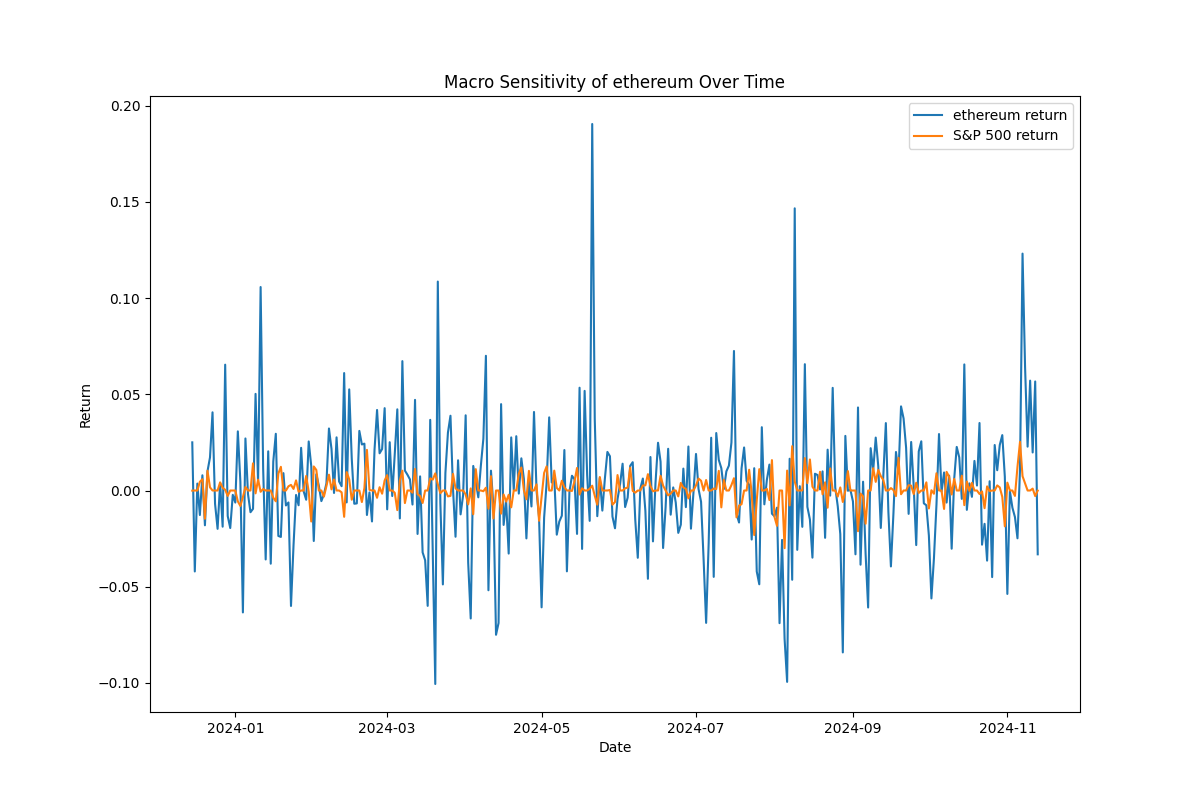 Macro Sensitivity of ethereum Over Time
ethereum return
S&P 500 return
Return
0.20
0.15
0.10
0.05
0.00
−0.05
−0.10
2024-01 2024-03 2024-05 2024-07 2024-09 2024-11
Date